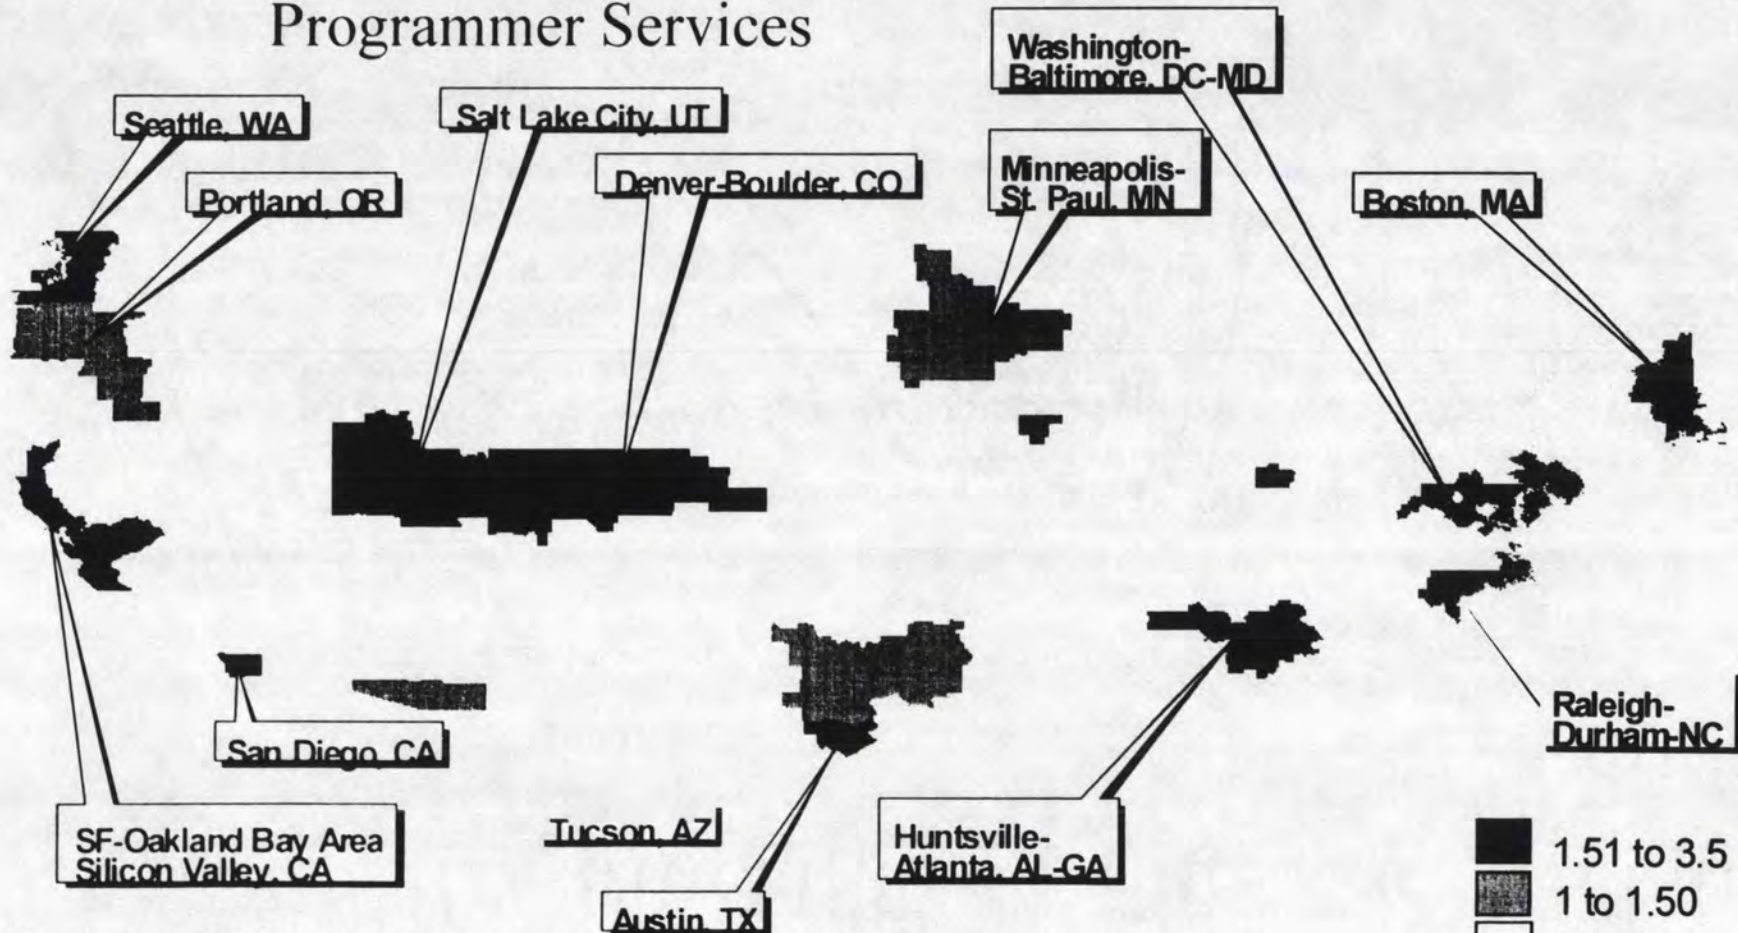 Programmer Services
Washington-
Baltimore, DC-MD
Seattle, WA
Salt Lake City, UT
Denver-Boulder, CO
Minneapolis-
St. Paul, MN
Portland, OR
Boston, MA
San Diego, CA
Raleigh-
Durham-NC
SF-Oakland Bay Area
Silicon Valley, CA
Tucson, AZ
Huntsville-
Atlanta, AL-GA
Austin, TX
1.51 to 3.5
1 to 1.50